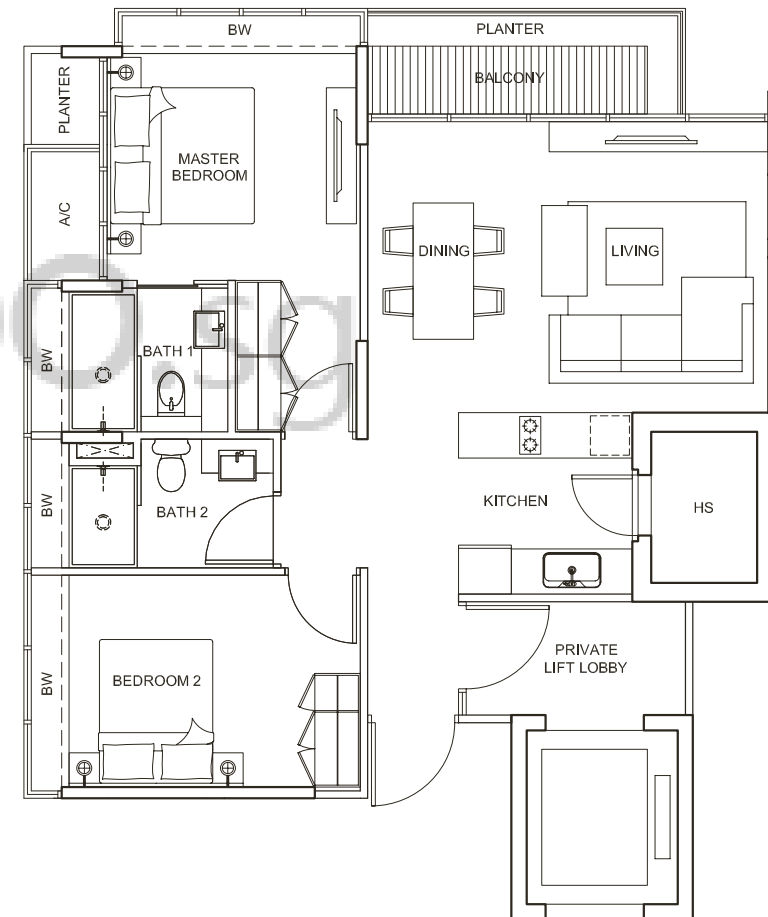 BW
PLANTER
BALCONY
PLANTER
MASTER
BEDROOM
A/C
DINING
LIVING
BW
BATH 1
BW
BATH 2
KITCHEN
HS
BW
BEDROOM 2
PRIVATE
LIFT LOBBY
o.sg